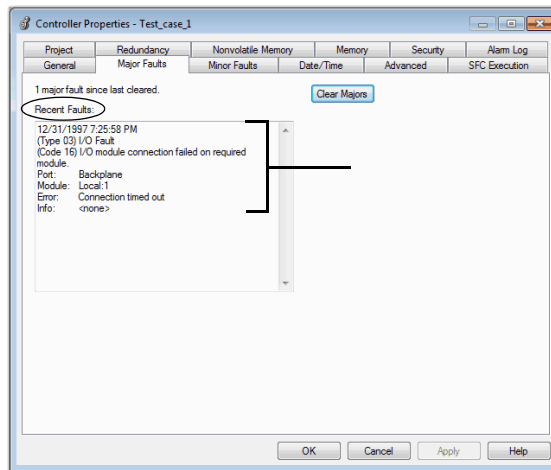 Controller Properties - Test_case_1
Project Redundancy Nonvolatile Memory Memory Security Alarm Log
General Major Faults Minor Faults Date/Time Advanced SFC Execution
1 major fault since last cleared.
Clear Majors
Recent Faults:
12/31/1997 7:25:58 PM
(Type 03) I/O Fault
(Code 16) I/O module connection failed on required
module.
Port: Backplane
Module: Local:1
Error: Connection timed out
Info: <none>
OK Cancel Apply Help